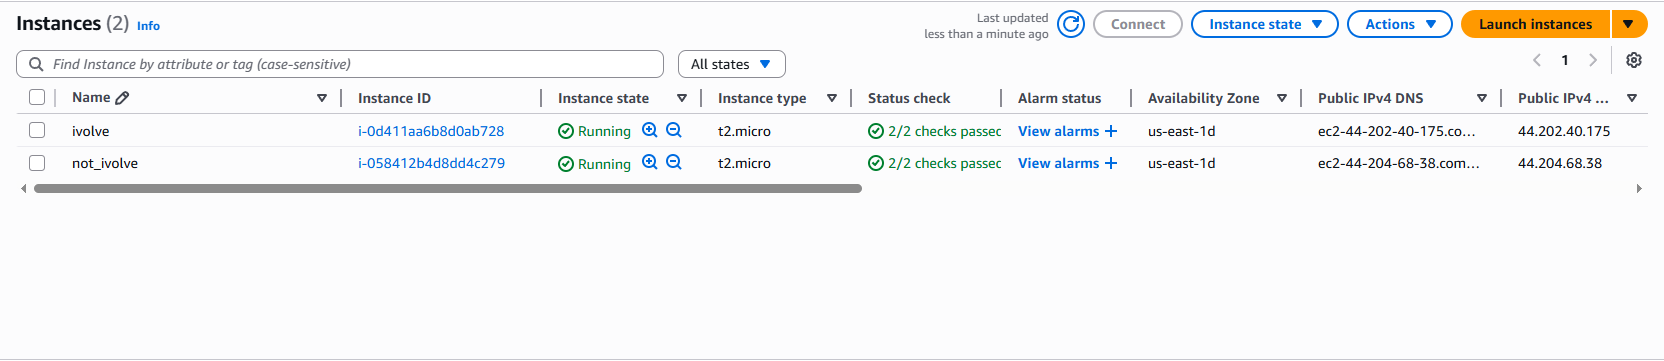 Instances (2) Info
Last updated
less than a minute ago
Connect
Instance state
Actions
Launch instances
Find Instance by attribute or tag (case-sensitive)
All states
1
Name Instance ID Instance state Instance type Status check Alarm status Availability Zone Public IPv4 DNS Public IPv4 ...
ivolve i-0d411aa6b8d0ab728 Running t2.micro 2/2 checks passed View alarms + us-east-1d ec2-44-202-40-175.co... 44.202.40.175
not_ivolve i-058412b4d8dd4c279 Running t2.micro 2/2 checks passed View alarms + us-east-1d ec2-44-204-68-38.com... 44.204.68.38